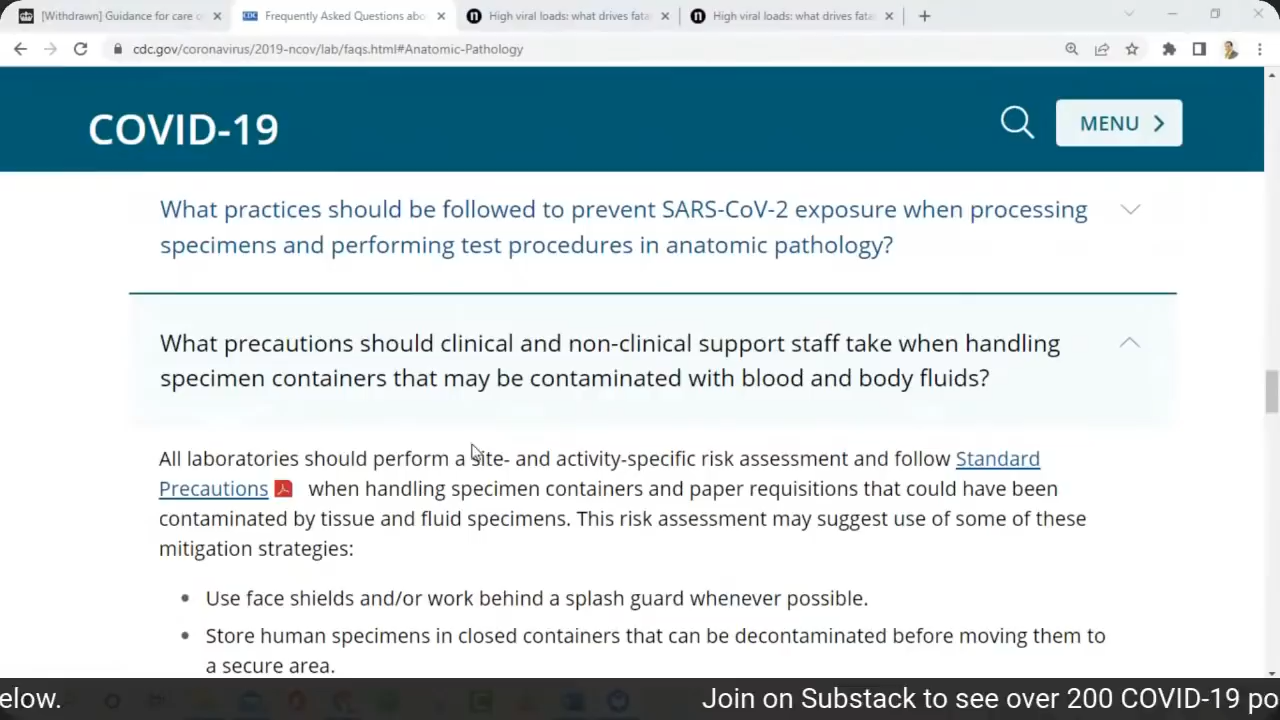 [Withdrawn] Guidance for care o
Frequently Asked Questions abo
High viral loads: what drives fata
High viral loads: what drives fata
cdc.gov/coronavirus/2019-ncov/lab/faqs.html#Anatomic-Pathology
COVID-19
MENU
What practices should be followed to prevent SARS-CoV-2 exposure when processing
specimens and performing test procedures in anatomic pathology?
What precautions should clinical and non-clinical support staff take when handling
specimen containers that may be contaminated with blood and body fluids?
All laboratories should perform a site- and activity-specific risk assessment and follow Standard
Precautions when handling specimen containers and paper requisitions that could have been
contaminated by tissue and fluid specimens. This risk assessment may suggest use of some of these
mitigation strategies:
Use face shields and/or work behind a splash guard whenever possible.
Store human specimens in closed containers that can be decontaminated before moving them to
a secure area.
elow. Join on Substack to see over 200 COVID-19 po